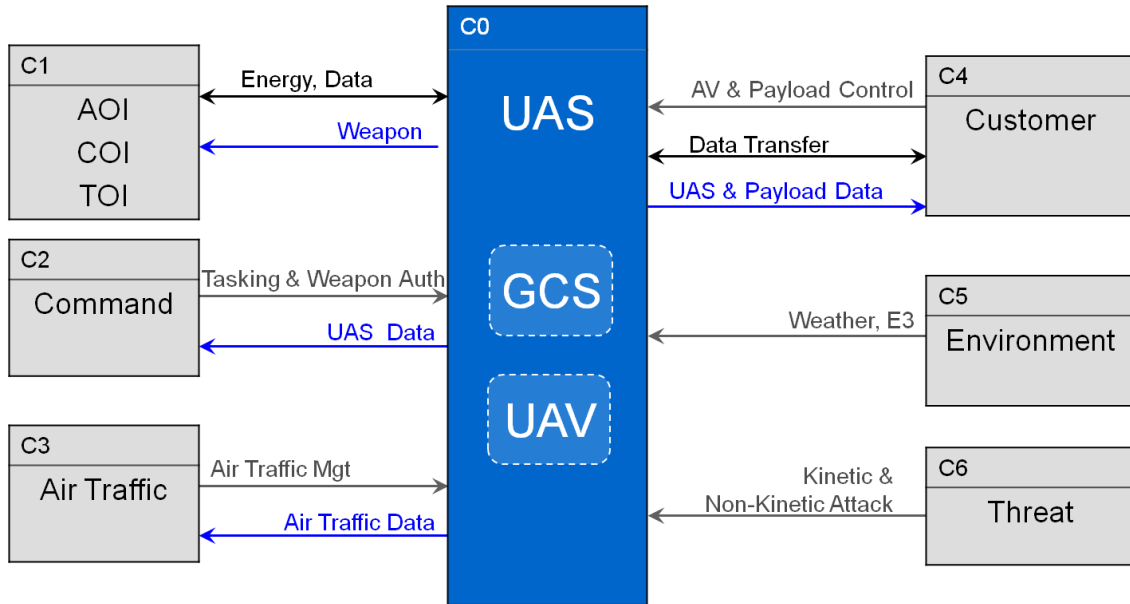 C1
AOI
COI
TOI
Energy, Data
Weapon
C2
Command
Tasking & Weapon Auth
UAS Data
C3
Air Traffic
Air Traffic Mgt
Air Traffic Data
C0
UAS
GCS
UAV
AV & Payload Control
Data Transfer
UAS & Payload Data
C4
Customer
Weather, E3
C5
Environment
Kinetic &
Non-Kinetic Attack
C6
Threat